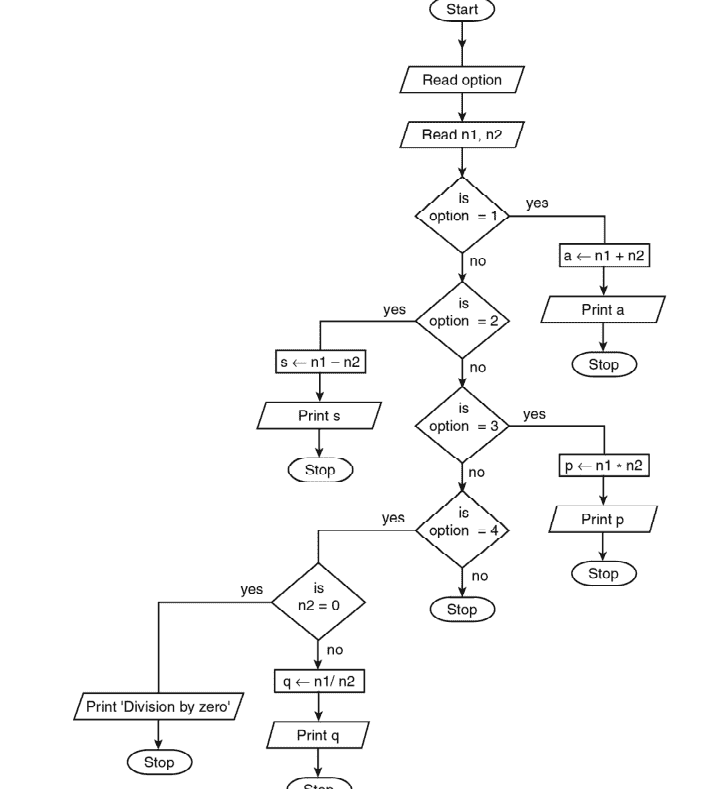 Start
Read option
Read n1, n2
is
option = 1
yes
no
a ← n1 + n2
Print a
Stop
is
option = 2
yes
no
s ← n1 − n2
Print s
Stop
is
option = 3
yes
no
p ← n1 * n2
Print p
Stop
is
option = 4
yes
no
Stop
is
n2 = 0
yes
no
q ← n1/ n2
Print q
Stop
Print 'Division by zero'
Stop